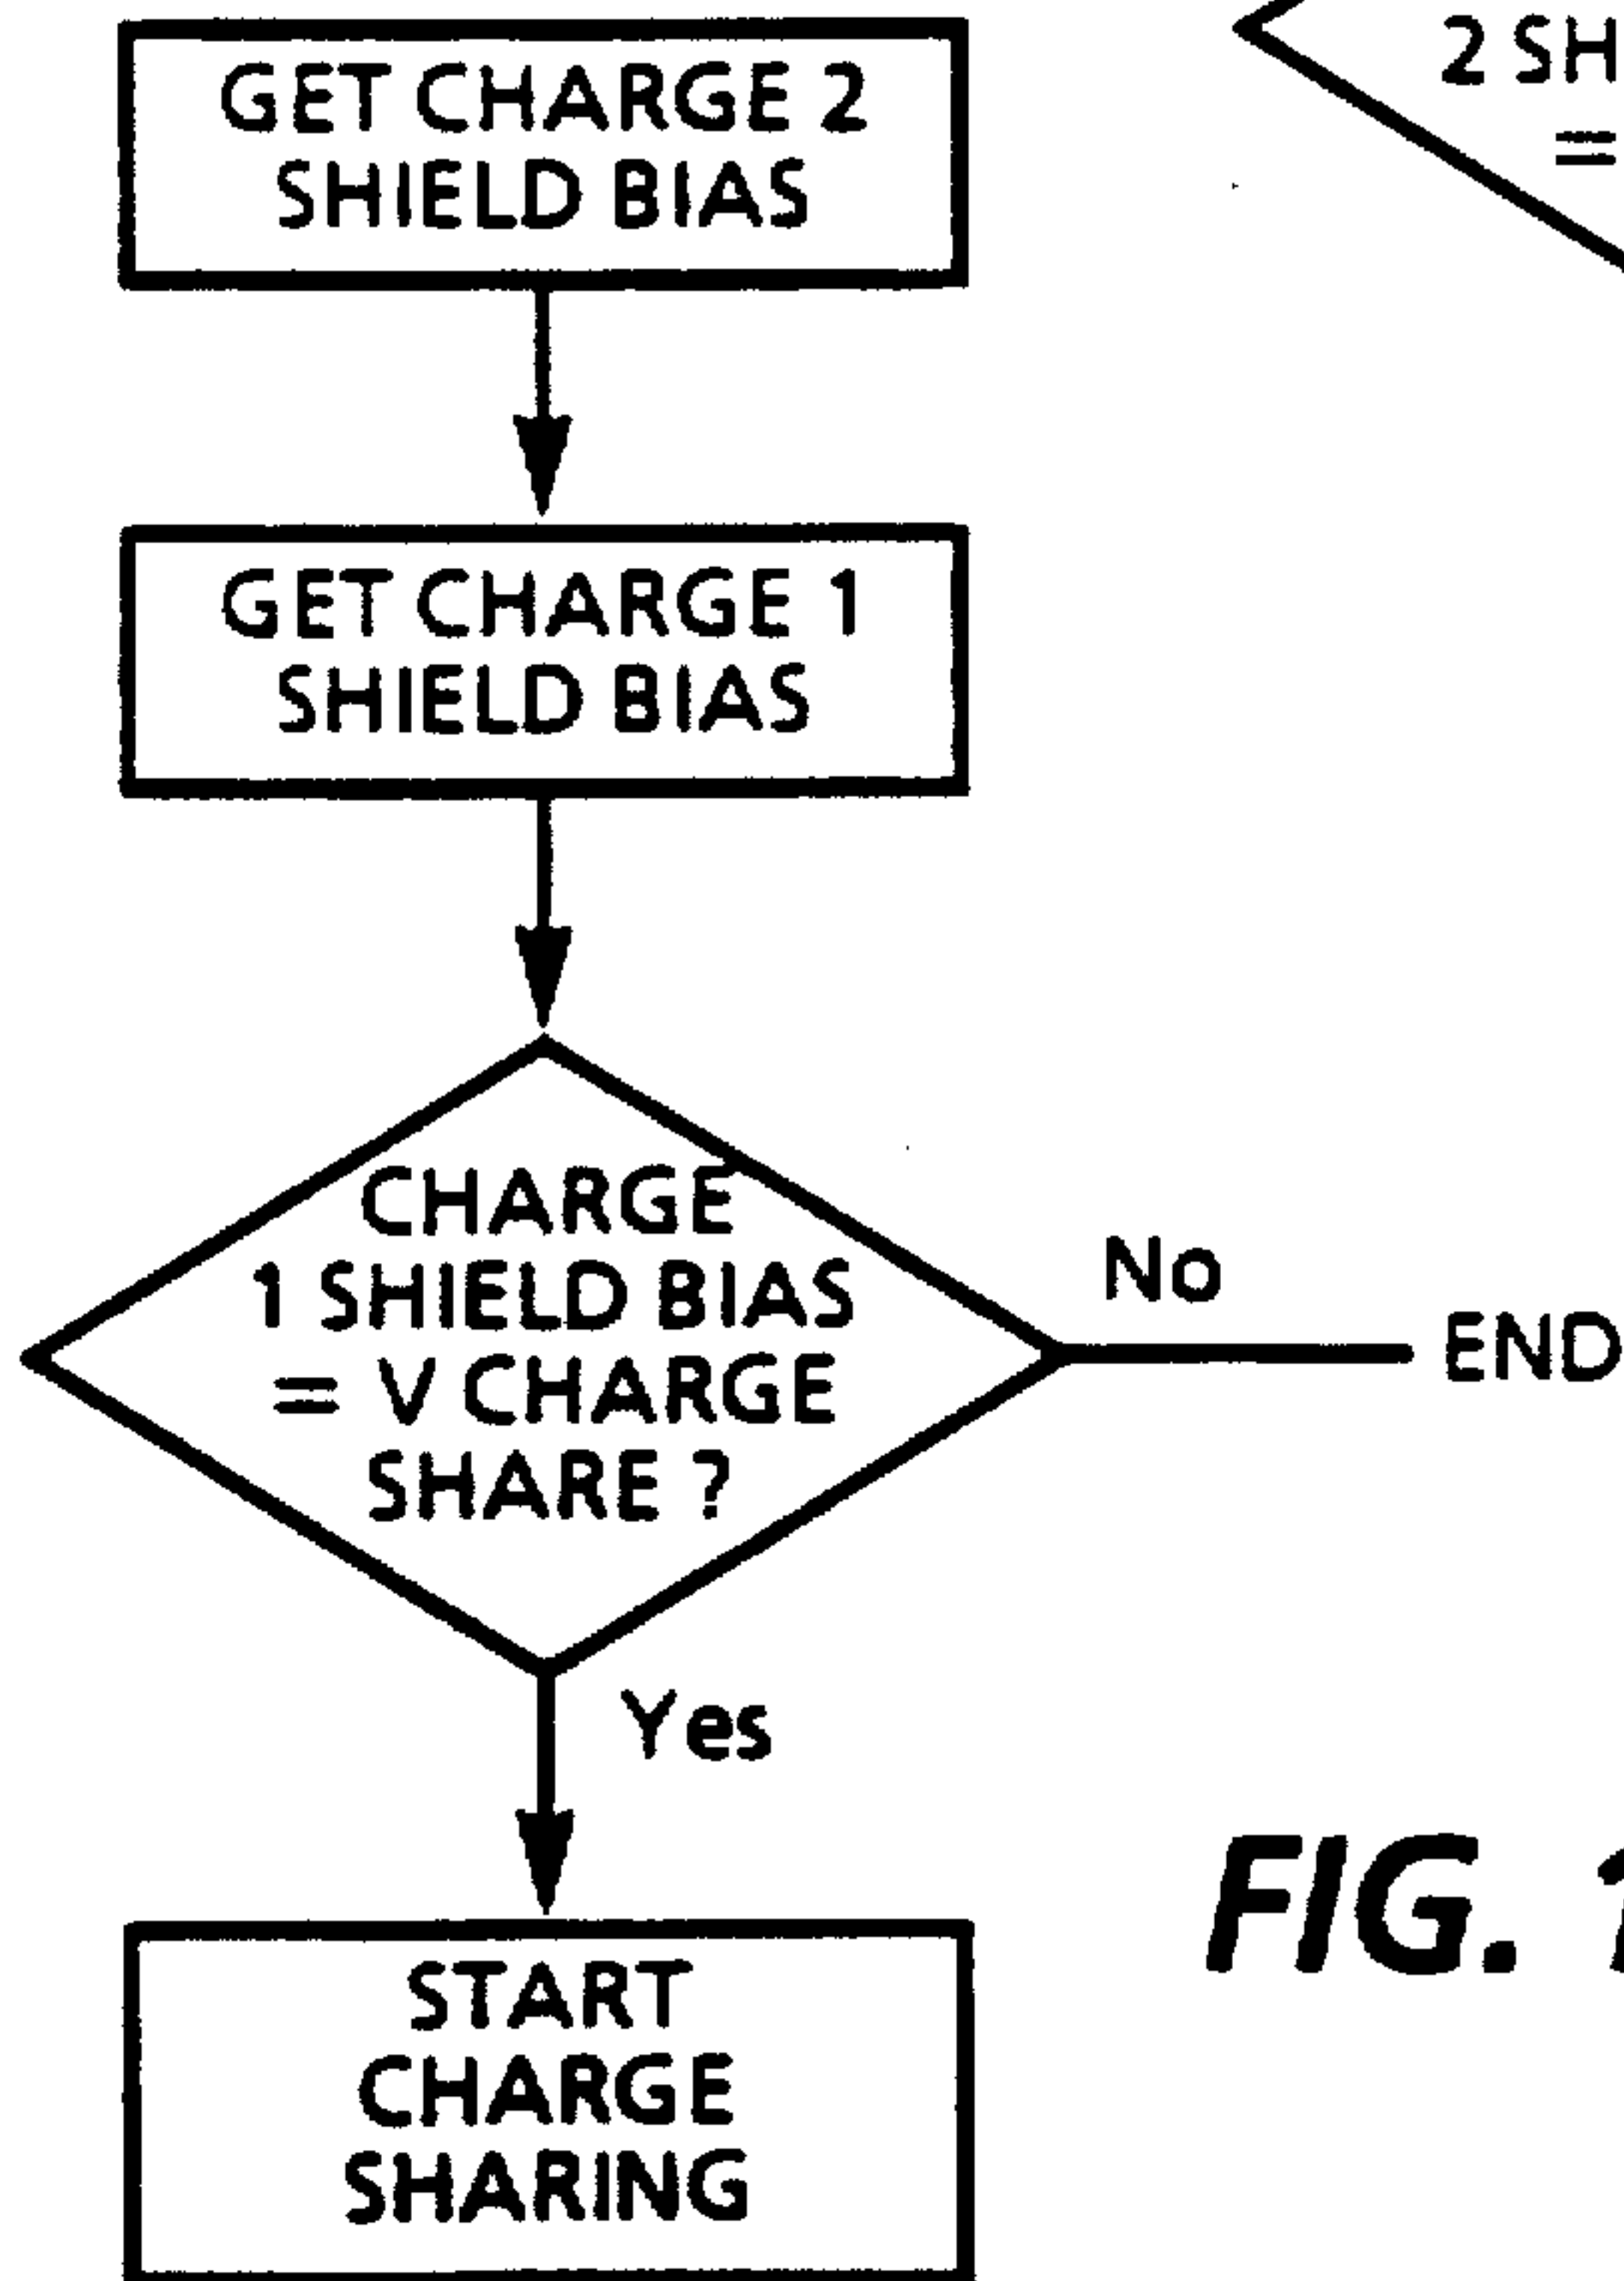 GET CHARGE 2
SHIELD BIAS
GET CHARGE 1
SHIELD BIAS
CHARGE
1 SHIELD BIAS
= V CHARGE
SHARE ?
No
END
Yes
START
CHARGE
SHARING
2 SH
=
FIG.